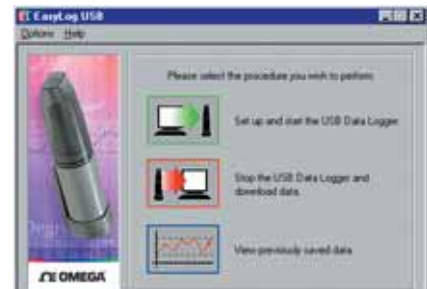 EasyLog USB
Options Help
Please select the procedure you wish to perform:
Set up and start the USB Data Logger
Stop the USB Data Logger and
download data.
View previously saved data
OMEGA